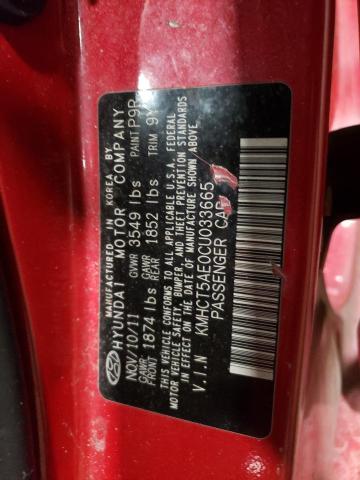 MANUFACTURED IN KOREA BY
HYUNDAI MOTOR COMPANY
NOV/10/11 GVWR 3549 lbs PAINT P9R
GAWR FRONT 1874 lbs GAWR REAR 1852 lbs TRIM 9Y
THIS VEHICLE CONFORMS TO ALL APPLICABLE U.S.A. FEDERAL
MOTOR VEHICLE SAFETY, BUMPER, AND THEFT PREVENTION STANDARDS
IN EFFECT ON THE DATE OF MANUFACTURE SHOWN ABOVE.
V.I.N KMHCT5AE0CU033665
PASSENGER CAR